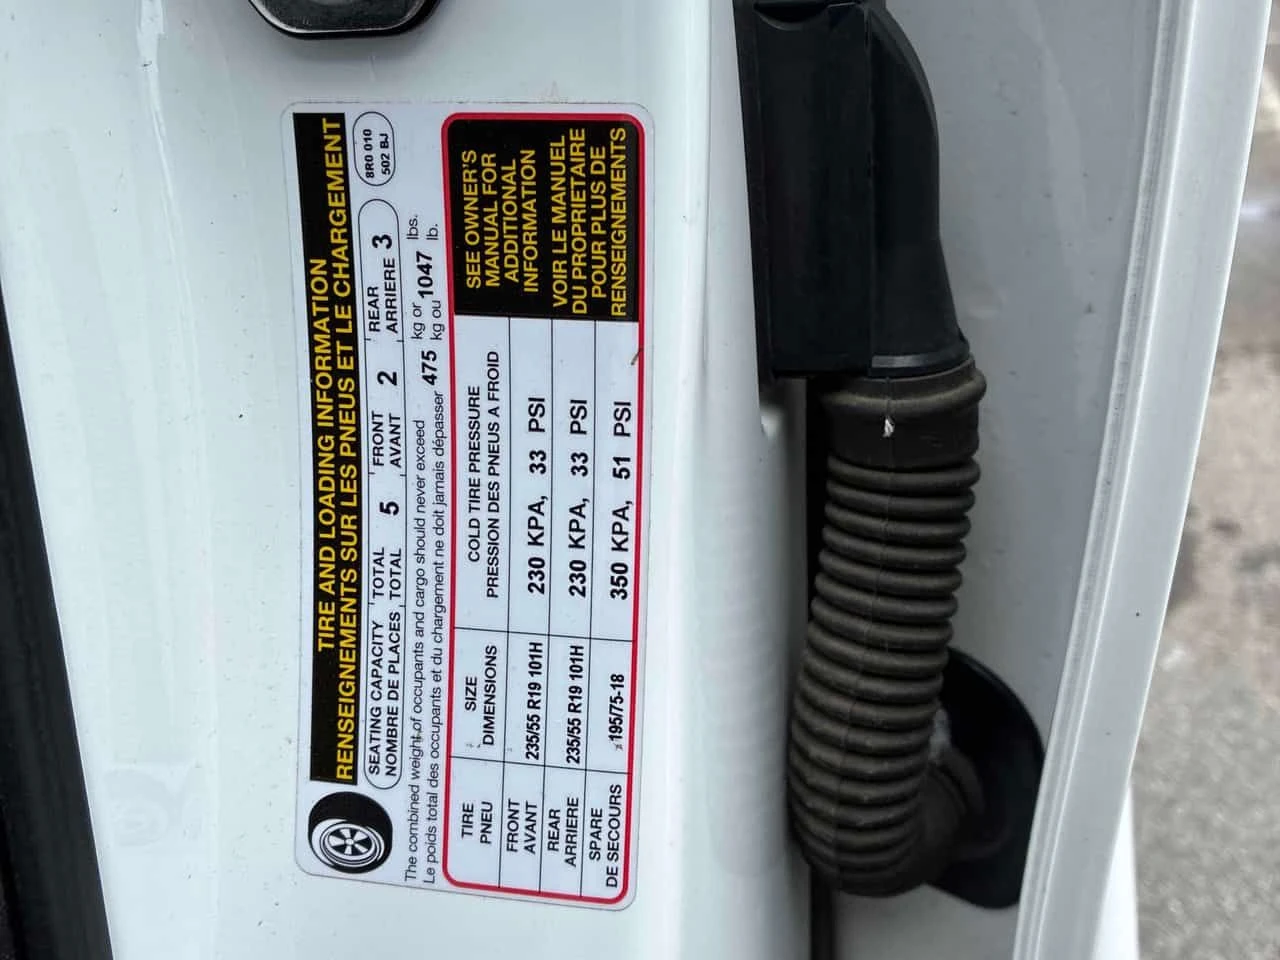 TIRE AND LOADING INFORMATION
RENSEIGNEMENTS SUR LES PNEUS ET LE CHARGEMENT
SEATING CAPACITY TOTAL 5 FRONT 2 REAR 3
NOMBRE DE PLACES TOTAL AVANT ARRIERE
8R0 010
502 BJ
The combined weight of occupants and cargo should never exceed 475 kg or 1047 lbs.
Le poids total des occupants et du chargement ne doit jamais dépasser kg ou lb.
TIRE SIZE COLD TIRE PRESSURE
PNEU DIMENSIONS PRESSION DES PNEUS A FROID
FRONT
AVANT 235/55 R19 101H 230 KPA, 33 PSI
REAR
ARRIERE 235/55 R19 101H 230 KPA, 33 PSI
SPARE
DE SECOURS 195/75-18 350 KPA, 51 PSI
SEE OWNER'S
MANUAL FOR
ADDITIONAL
INFORMATION
VOIR LE MANUEL
DU PROPRIETAIRE
POUR PLUS DE
RENSEIGNEMENTS